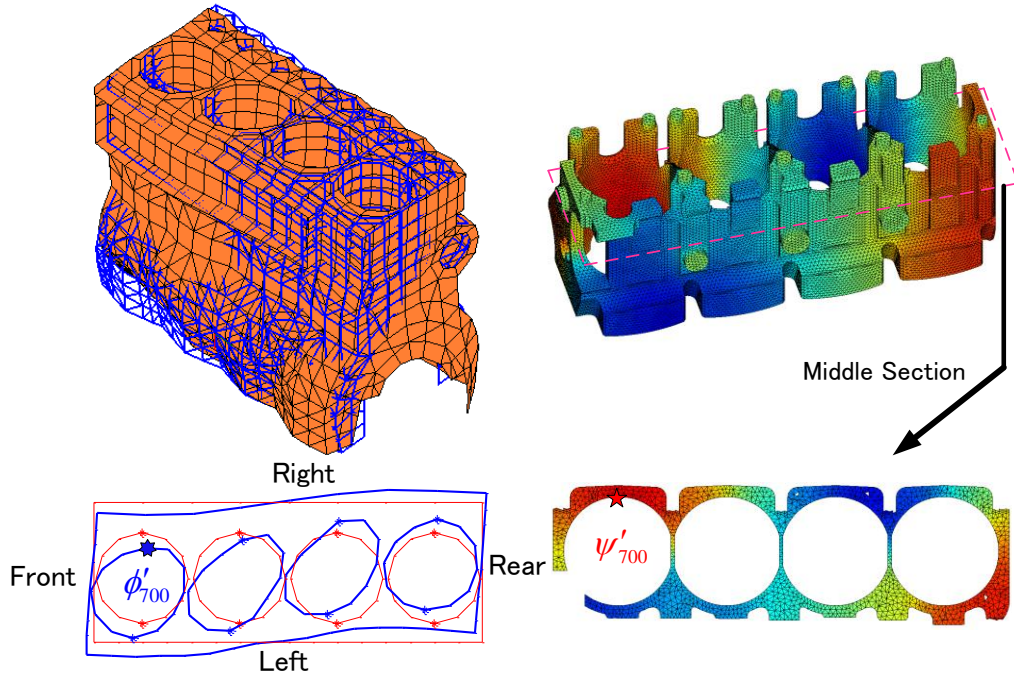 Middle Section
Right
Front
Rear
Left
ϕ′700
ψ′700